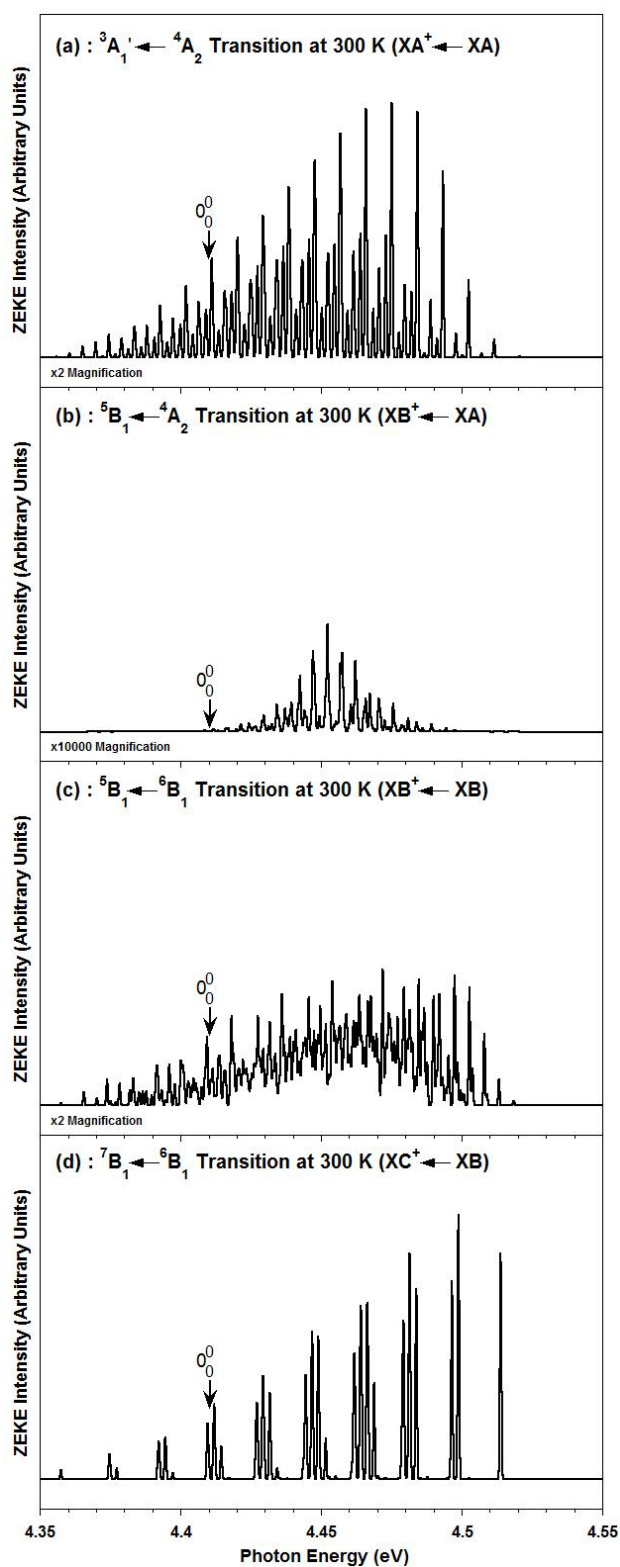 (a) : ³A₁' ← ⁴A₂ Transition at 300 K (XA⁺ ← XA)
ZEKE Intensity (Arbitrary Units)
0⁰₀
x2 Magnification
(b) : ⁵B₁ ← ⁴A₂ Transition at 300 K (XB⁺ ← XA)
ZEKE Intensity (Arbitrary Units)
0⁰₀
x10000 Magnification
(c) : ⁵B₁ ← ⁶B₁ Transition at 300 K (XB⁺ ← XB)
ZEKE Intensity (Arbitrary Units)
0⁰₀
x2 Magnification
(d) : ⁷B₁ ← ⁶B₁ Transition at 300 K (XC⁺ ← XB)
ZEKE Intensity (Arbitrary Units)
0⁰₀
4.35 4.4 4.45 4.5 4.55
Photon Energy (eV)